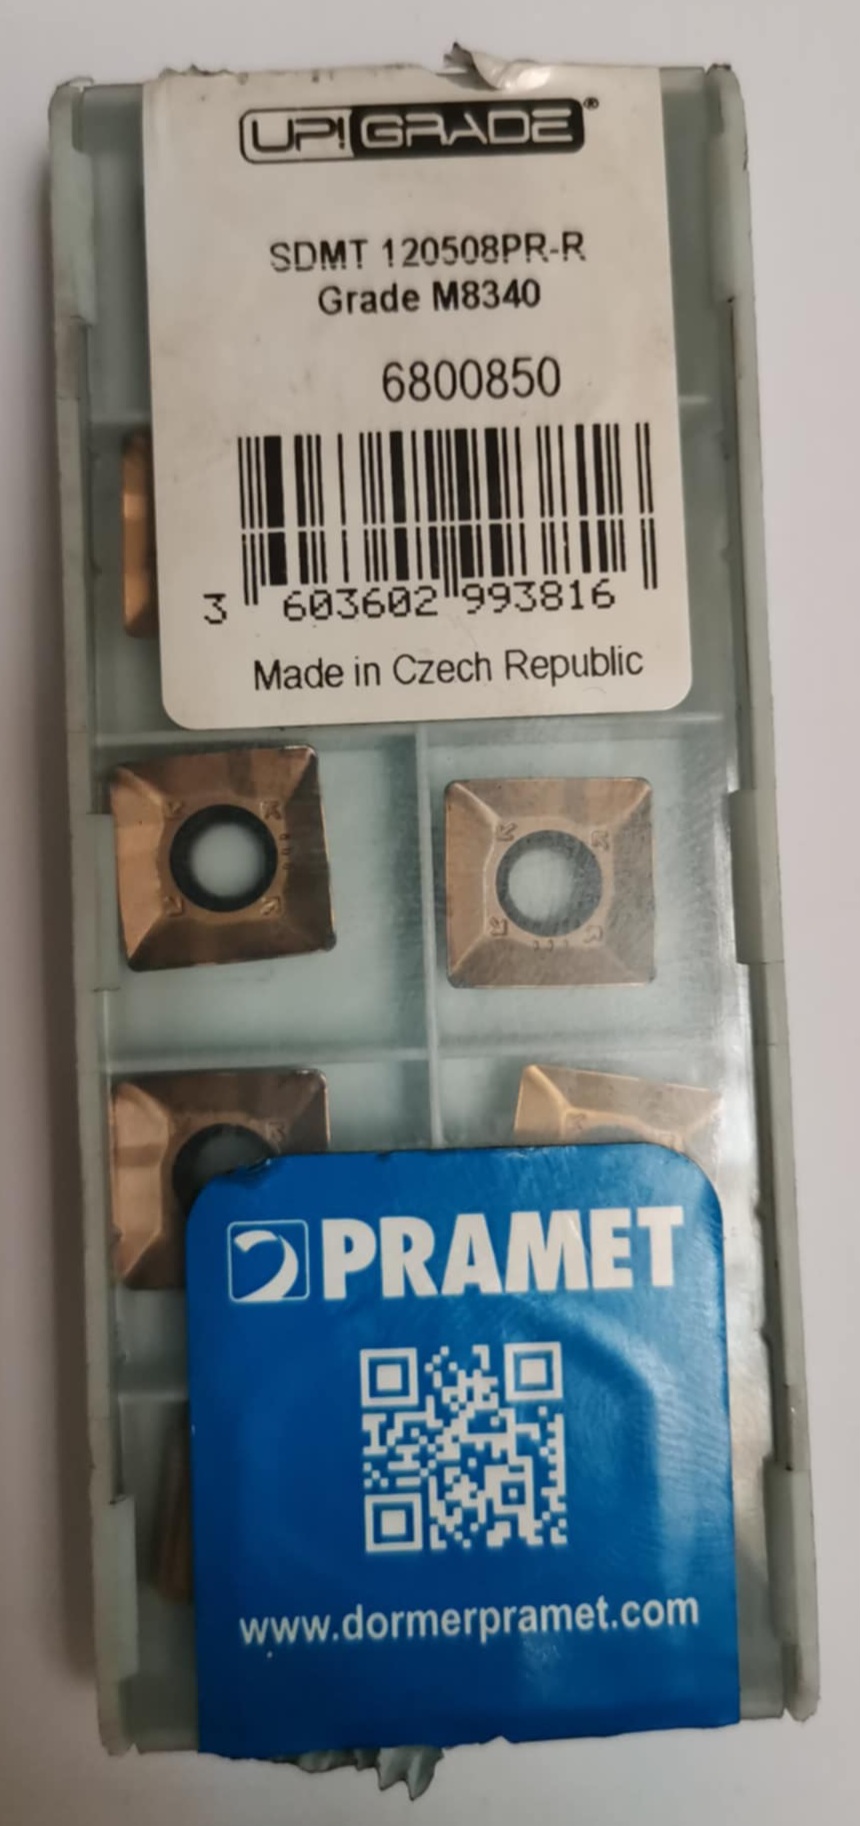 UP! GRADE®
SDMT 120508PR-R
Grade M8340
6800850
3 603602 993816
Made in Czech Republic
PRAMET
www.dormerpramet.com